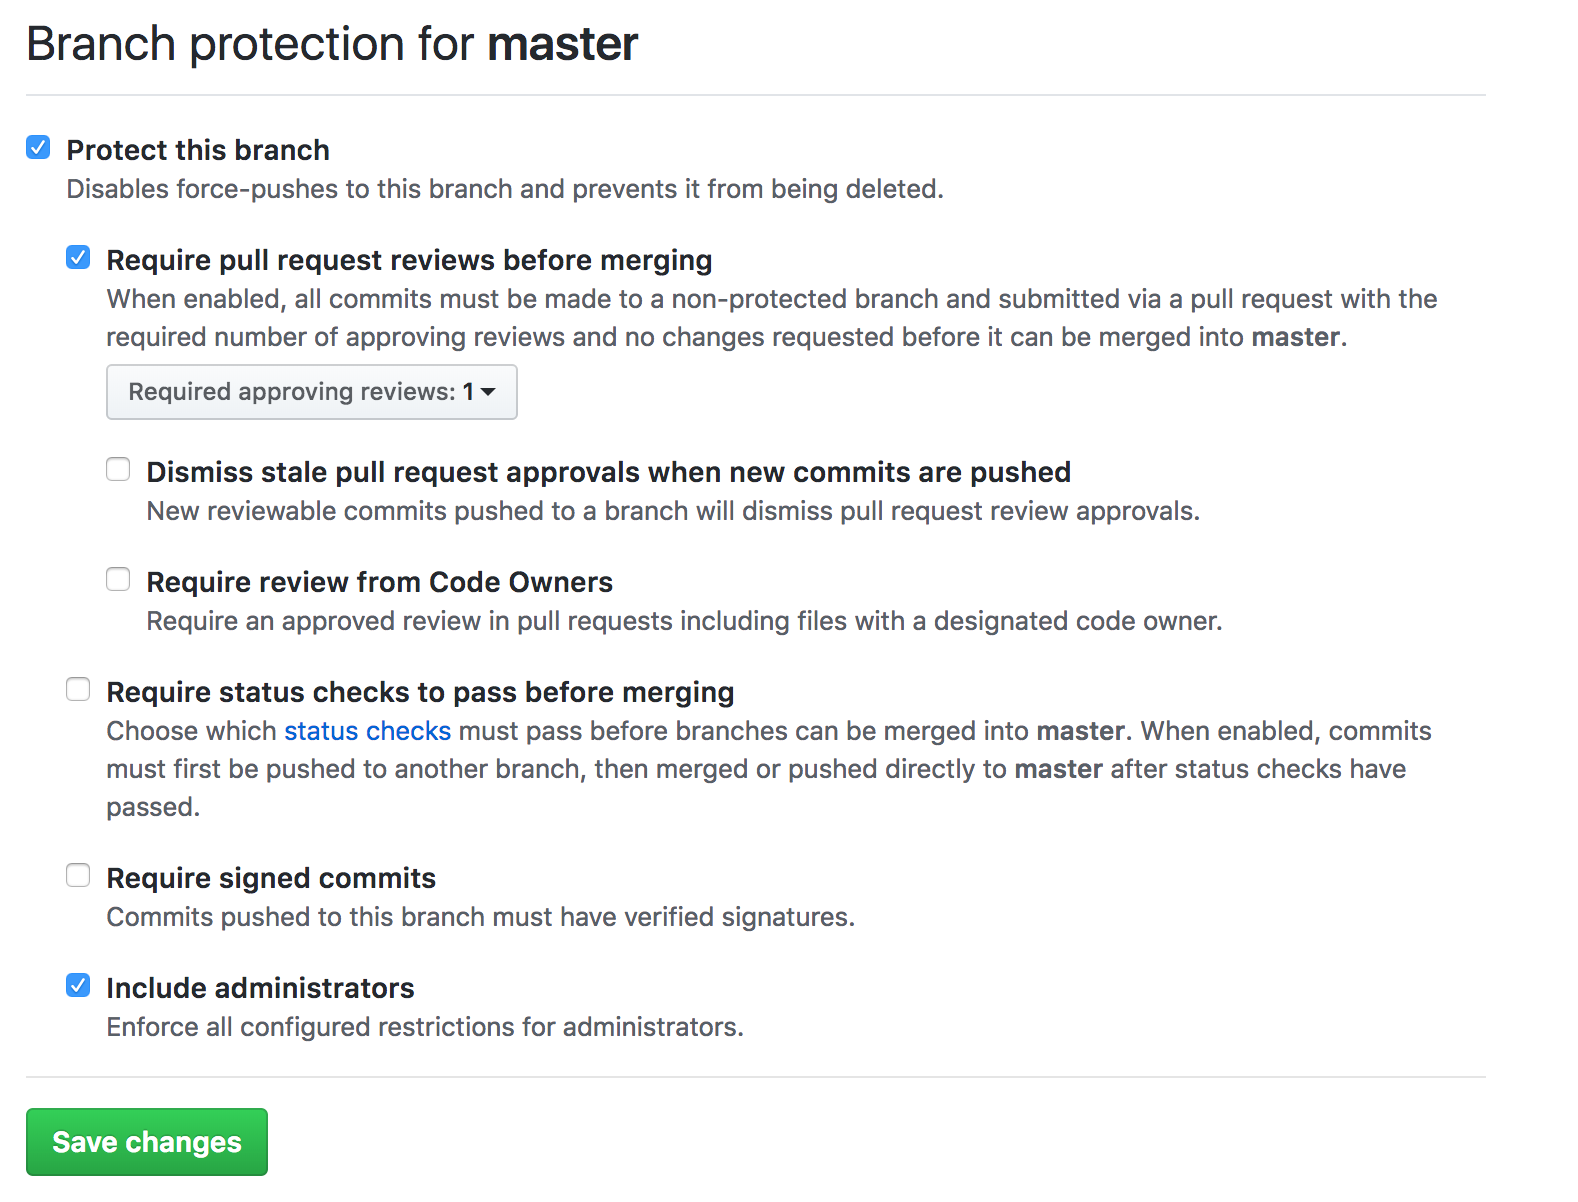 Branch protection for master
Protect this branch
Disables force-pushes to this branch and prevents it from being deleted.
Require pull request reviews before merging
When enabled, all commits must be made to a non-protected branch and submitted via a pull request with the
required number of approving reviews and no changes requested before it can be merged into master.
Required approving reviews: 1
Dismiss stale pull request approvals when new commits are pushed
New reviewable commits pushed to a branch will dismiss pull request review approvals.
Require review from Code Owners
Require an approved review in pull requests including files with a designated code owner.
Require status checks to pass before merging
Choose which status checks must pass before branches can be merged into master. When enabled, commits
must first be pushed to another branch, then merged or pushed directly to master after status checks have
passed.
Require signed commits
Commits pushed to this branch must have verified signatures.
Include administrators
Enforce all configured restrictions for administrators.
Save changes